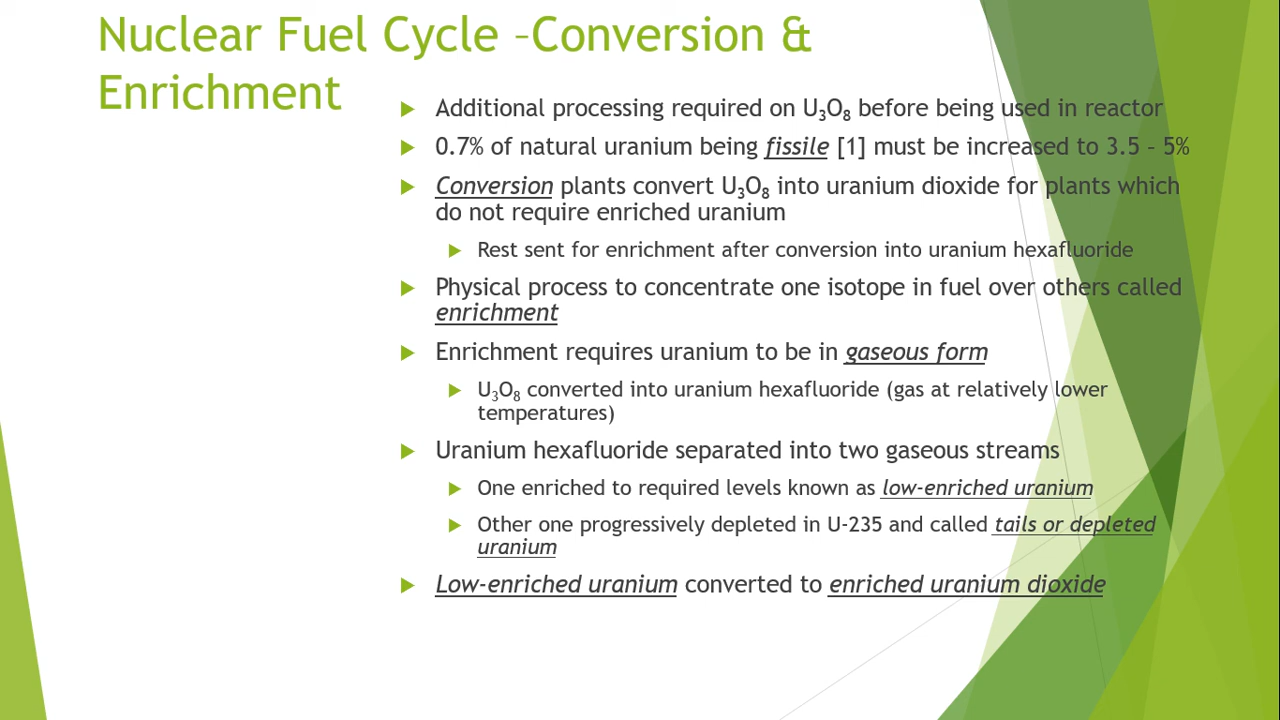 Nuclear Fuel Cycle –Conversion &
Enrichment
Additional processing required on U₃O₈ before being used in reactor
0.7% of natural uranium being fissile [1] must be increased to 3.5 – 5%
Conversion plants convert U₃O₈ into uranium dioxide for plants which
do not require enriched uranium
Rest sent for enrichment after conversion into uranium hexafluoride
Physical process to concentrate one isotope in fuel over others called
enrichment
Enrichment requires uranium to be in gaseous form
U₃O₈ converted into uranium hexafluoride (gas at relatively lower
temperatures)
Uranium hexafluoride separated into two gaseous streams
One enriched to required levels known as low-enriched uranium
Other one progressively depleted in U-235 and called tails or depleted
uranium
Low-enriched uranium converted to enriched uranium dioxide